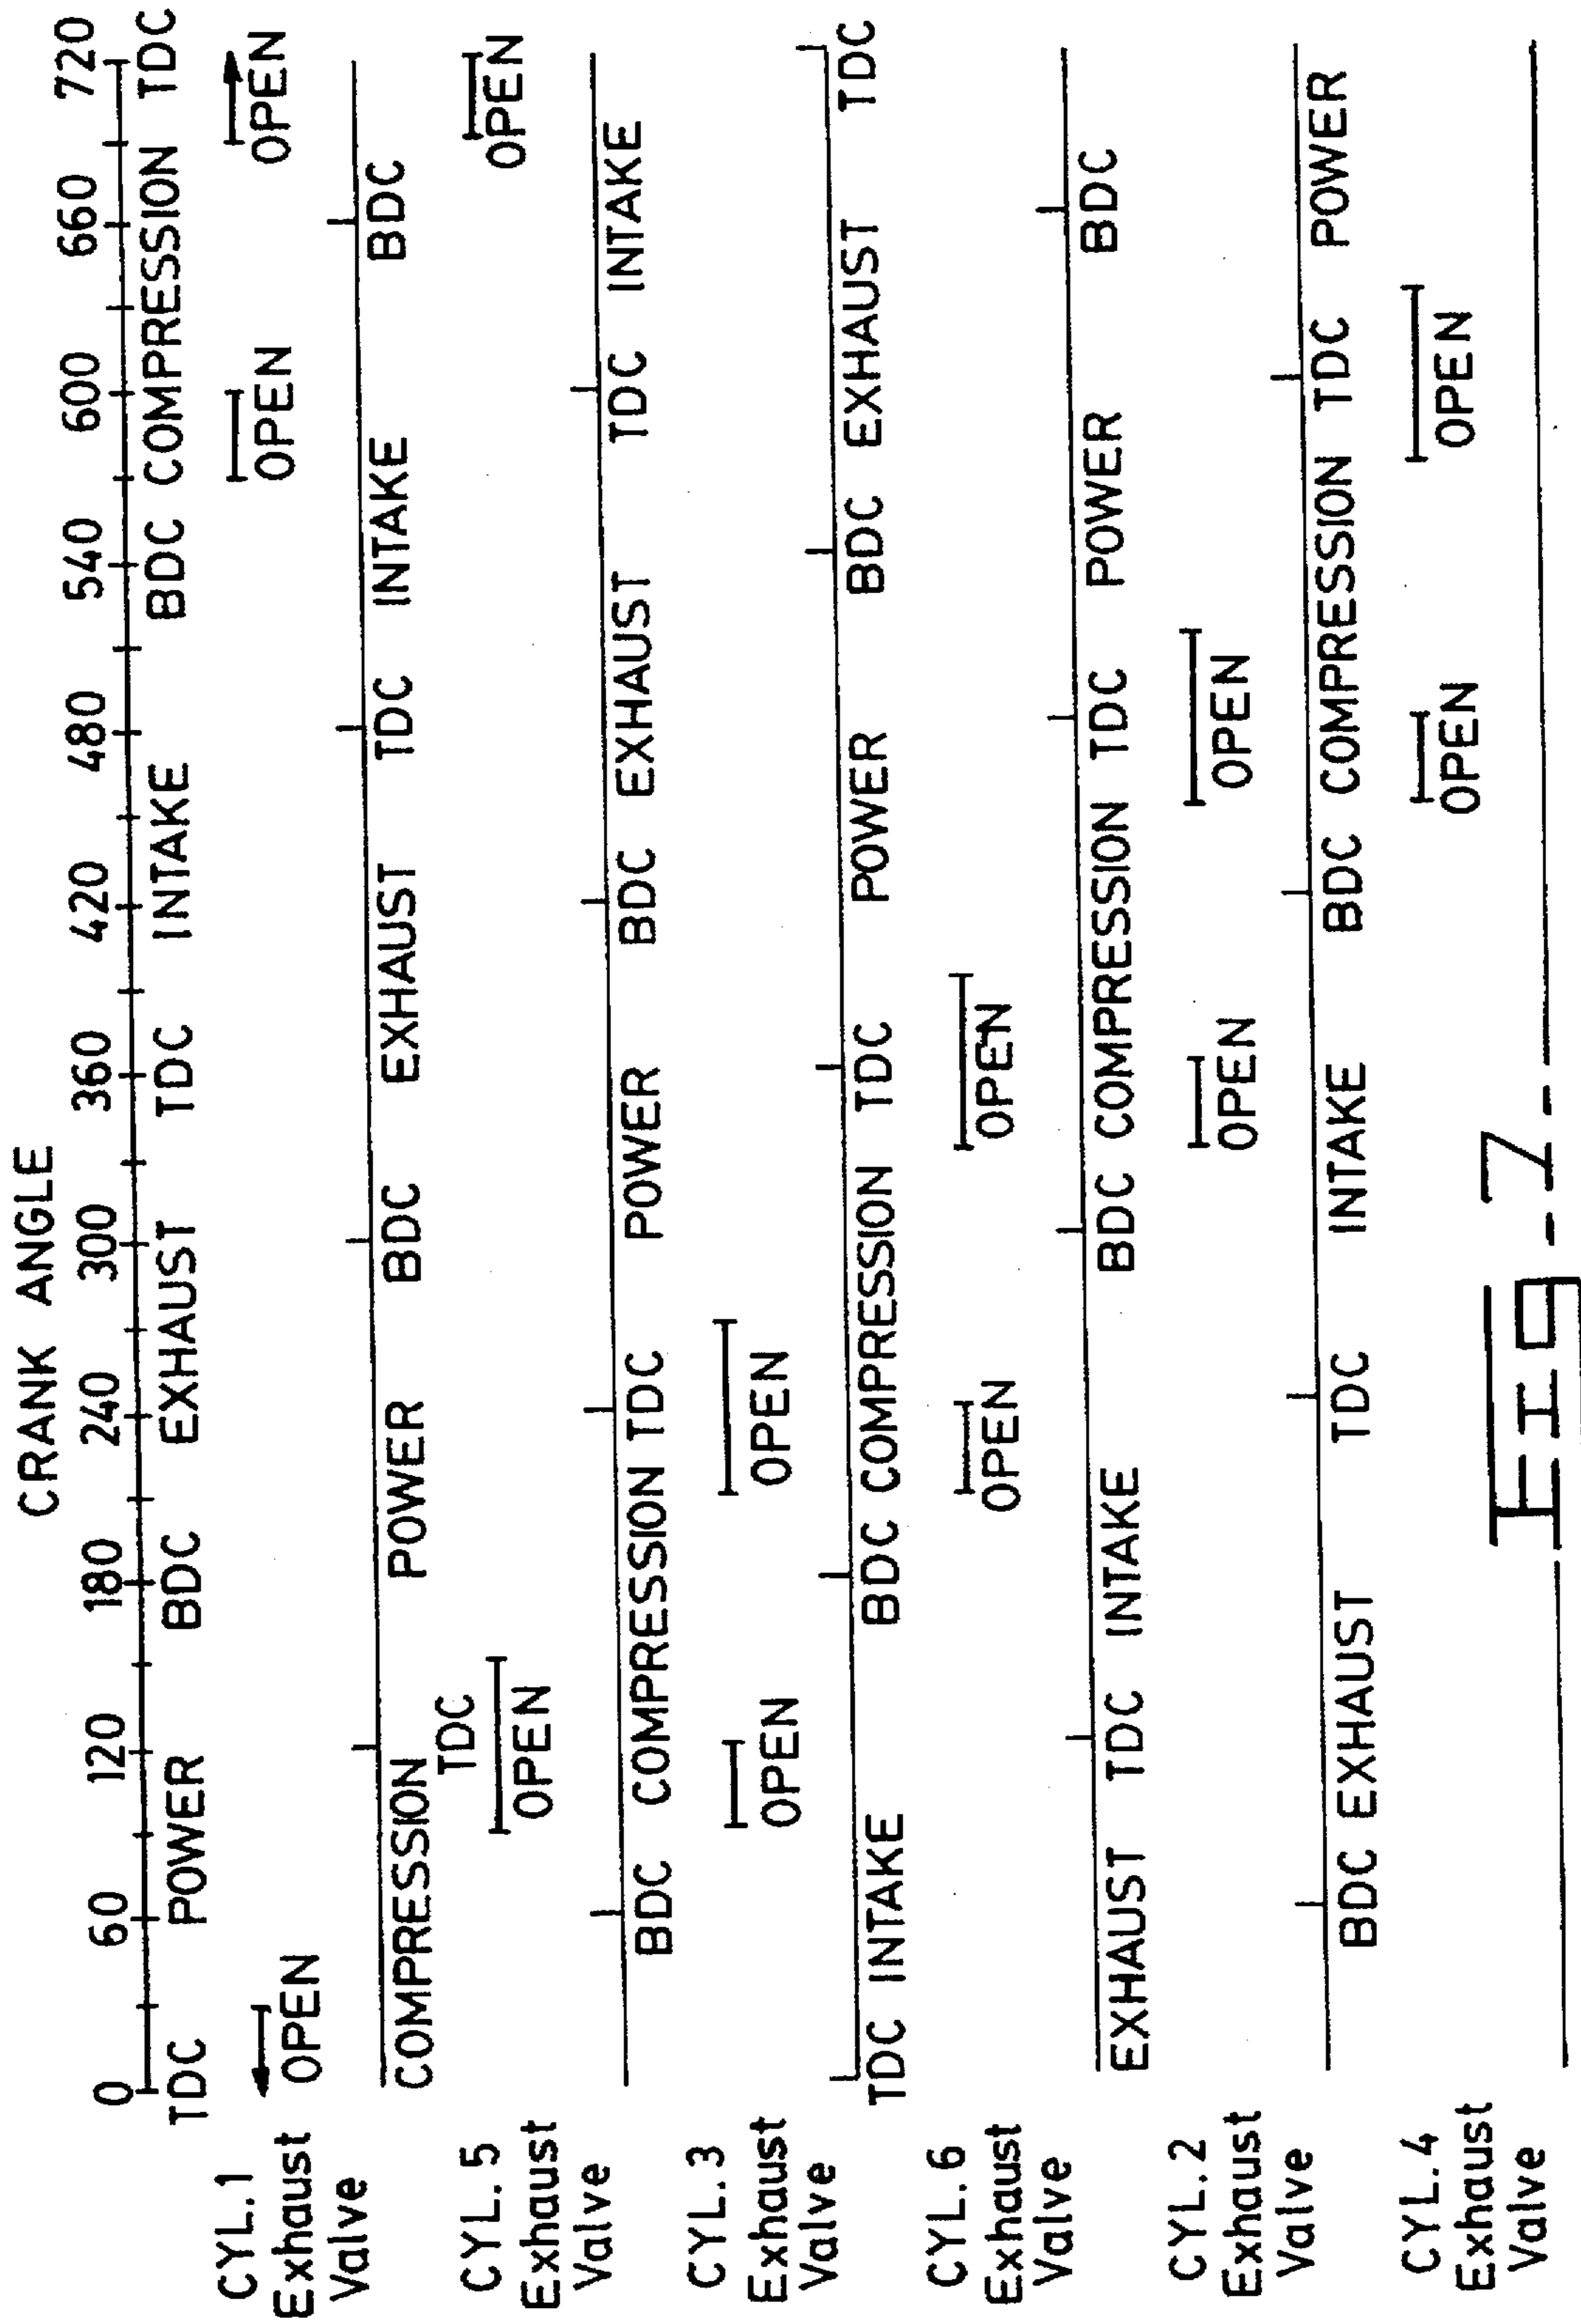 CRANK ANGLE
0 60 120 180 240 300 360 420 480 540 600 660 720
TDC POWER BDC EXHAUST TDC INTAKE BDC COMPRESSION TDC
CYL.1
Exhaust
Valve
OPEN OPEN OPEN
COMPRESSION POWER BDC EXHAUST TDC INTAKE BDC
TDC
CYL.5
Exhaust
Valve
OPEN OPEN
BDC COMPRESSION TDC POWER BDC EXHAUST TDC INTAKE
CYL.3
Exhaust
Valve
OPEN OPEN
TDC INTAKE BDC COMPRESSION TDC POWER BDC EXHAUST TDC
CYL.6
Exhaust
Valve
OPEN OPEN
EXHAUST TDC INTAKE BDC COMPRESSION TDC POWER BDC
CYL.2
Exhaust
Valve
OPEN OPEN
BDC EXHAUST TDC INTAKE BDC COMPRESSION TDC POWER
CYL.4
Exhaust
Valve
OPEN OPEN
Fig-7